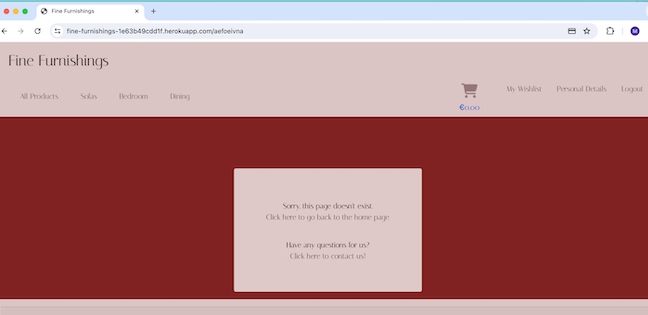 Fine Furnishings
fine-furnishings-1e63b49cdd1f.herokuapp.com/aefoeivna
M
Fine Furnishings
All Products Sofas Bedroom Dining
€0.00
My Wishlist Personal Details Logout
Sorry, this page doesn't exist.
Click here to go back to the home page
Have any questions for us?
Click here to contact us!